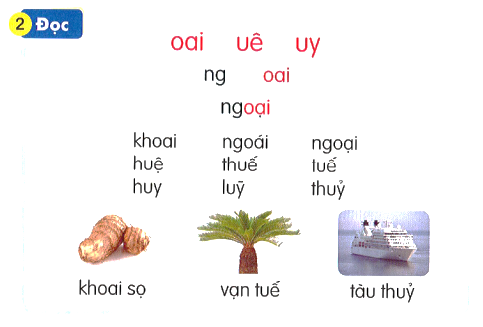 2 Đọc
oai uê uy
ng oai
ngoại
khoai ngoái ngoại
huệ thuế tuế
huy luỹ thuỷ
khoai sọ vạn tuế tàu thuỷ